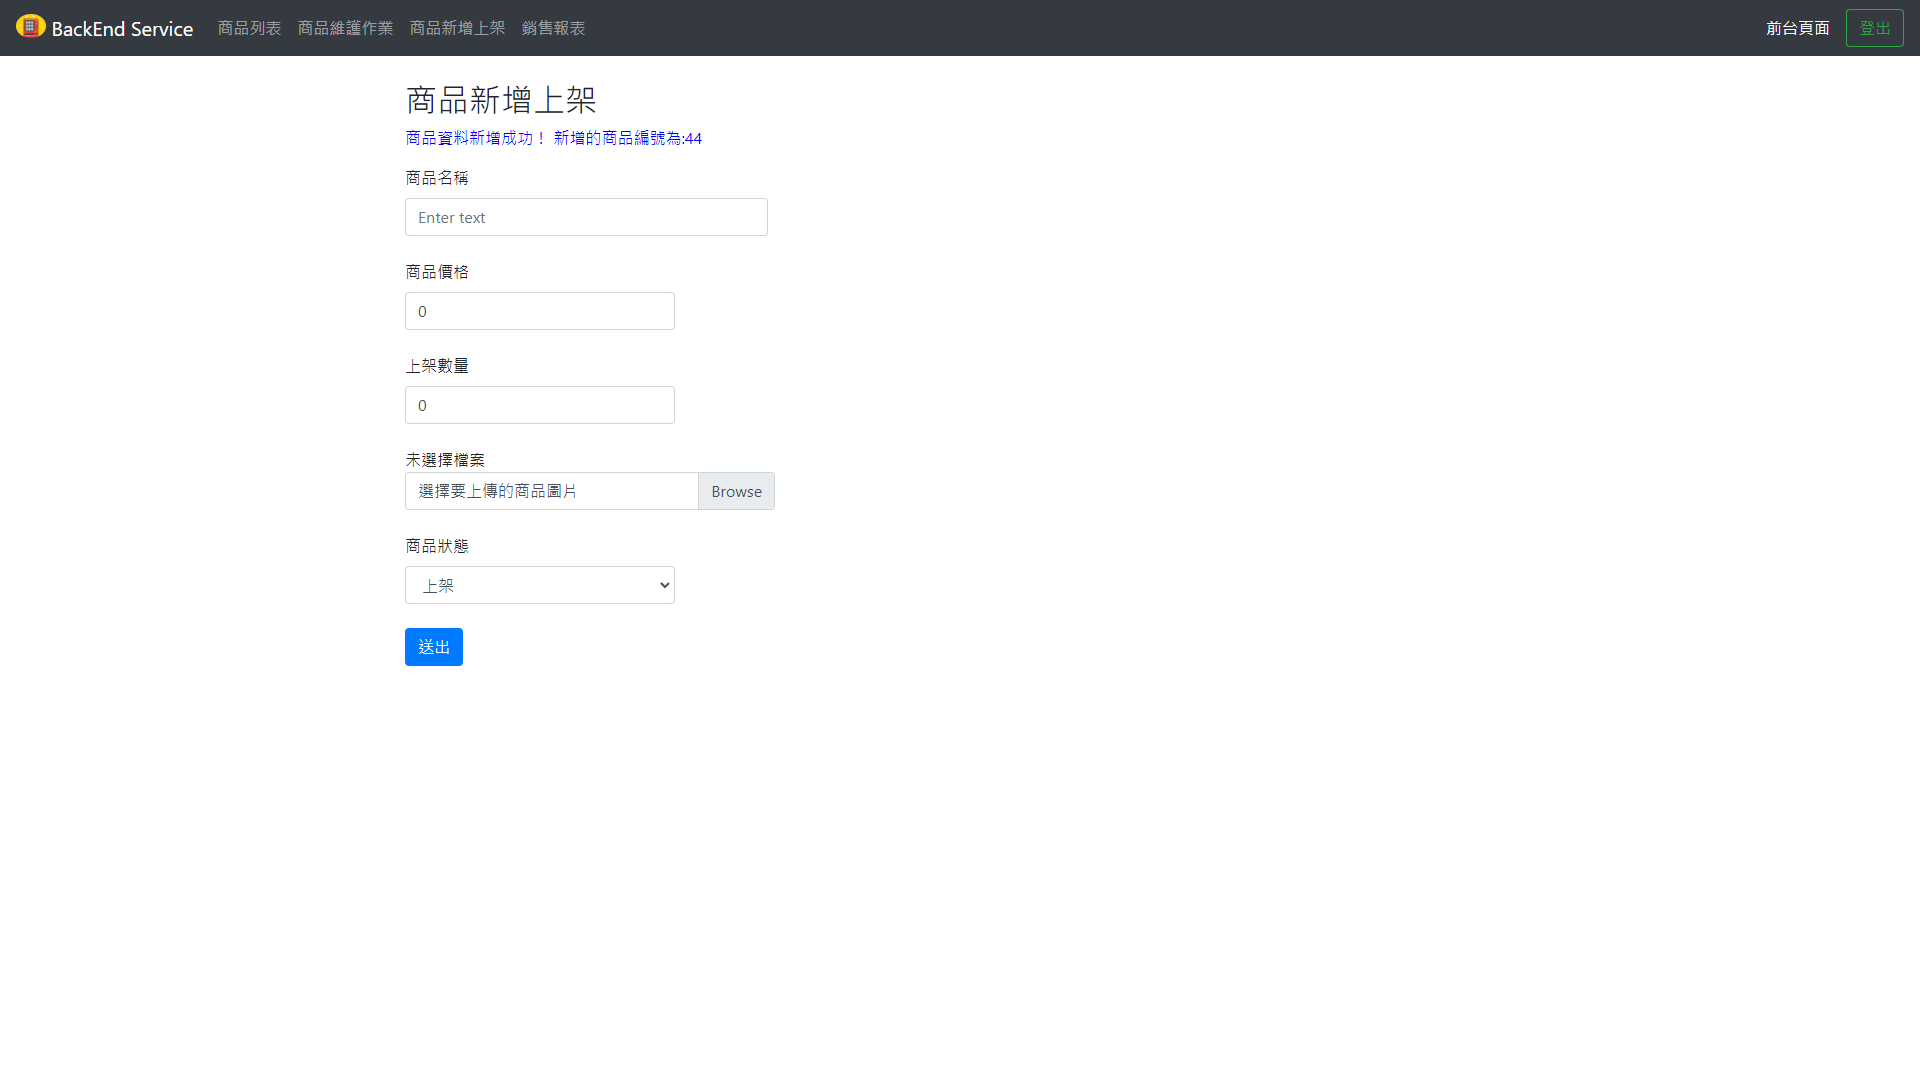 BackEnd Service 商品列表 商品維護作業 商品新增上架 銷售報表 前台頁面 登出
商品新增上架
商品資料新增成功！ 新增的商品編號為:44
商品名稱
Enter text
商品價格
0
上架數量
0
未選擇檔案
選擇要上傳的商品圖片 Browse
商品狀態
上架
送出